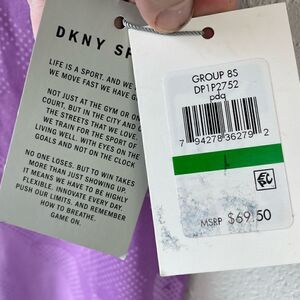 DKNY SP
LIFE IS A SPORT. AND WE
WE MOVE FAST WE HAVE G
NOT JUST AT THE GYM OR ON
COURT, BUT IN THE CITY AND O
THE STREETS THAT WE LOVE.
WE TRAIN FOR THE SPORT OF
LIVING WELL. WITH EYES ON THE
GOALS AND NOT ON THE CLOCK
NO ONE LOSES. BUT TO WIN TAKES
MORE THAN JUST SHOWING UP.
IT MEANS WE HAVE TO BE HIGHLY
FLEXIBLE. INNOVATE EVERY DAY.
PUSH OUR LIMITS. AND REMEMBER
HOW TO BREATHE.
GAME ON.
GROUP 8S
DP1P2752
pda
7 94278 36279 2
L
MSRP $69.50